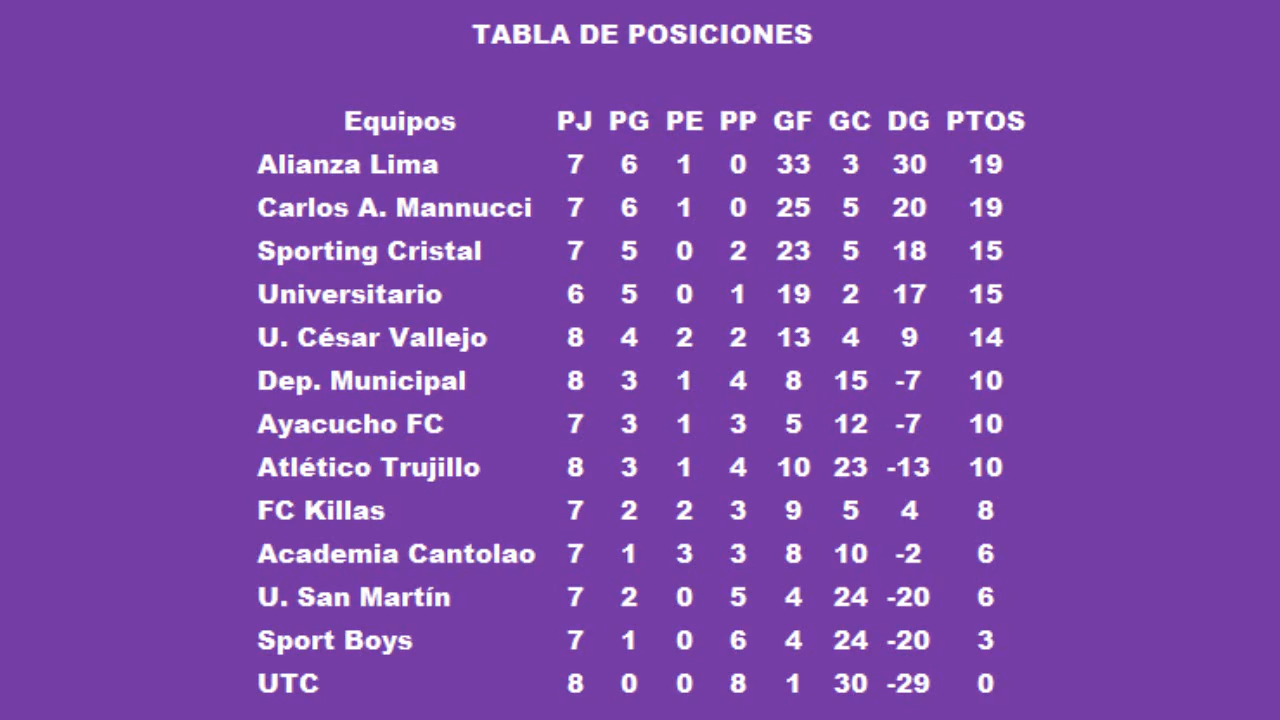 TABLA DE POSICIONES
Equipos PJ PG PE PP GF GC DG PTOS
Alianza Lima 7 6 1 0 33 3 30 19
Carlos A. Mannucci 7 6 1 0 25 5 20 19
Sporting Cristal 7 5 0 2 23 5 18 15
Universitario 6 5 0 1 19 2 17 15
U. César Vallejo 8 4 2 2 13 4 9 14
Dep. Municipal 8 3 1 4 8 15 -7 10
Ayacucho FC 7 3 1 3 5 12 -7 10
Atlético Trujillo 8 3 1 4 10 23 -13 10
FC Killas 7 2 2 3 9 5 4 8
Academia Cantolao 7 1 3 3 8 10 -2 6
U. San Martín 7 2 0 5 4 24 -20 6
Sport Boys 7 1 0 6 4 24 -20 3
UTC 8 0 0 8 1 30 -29 0